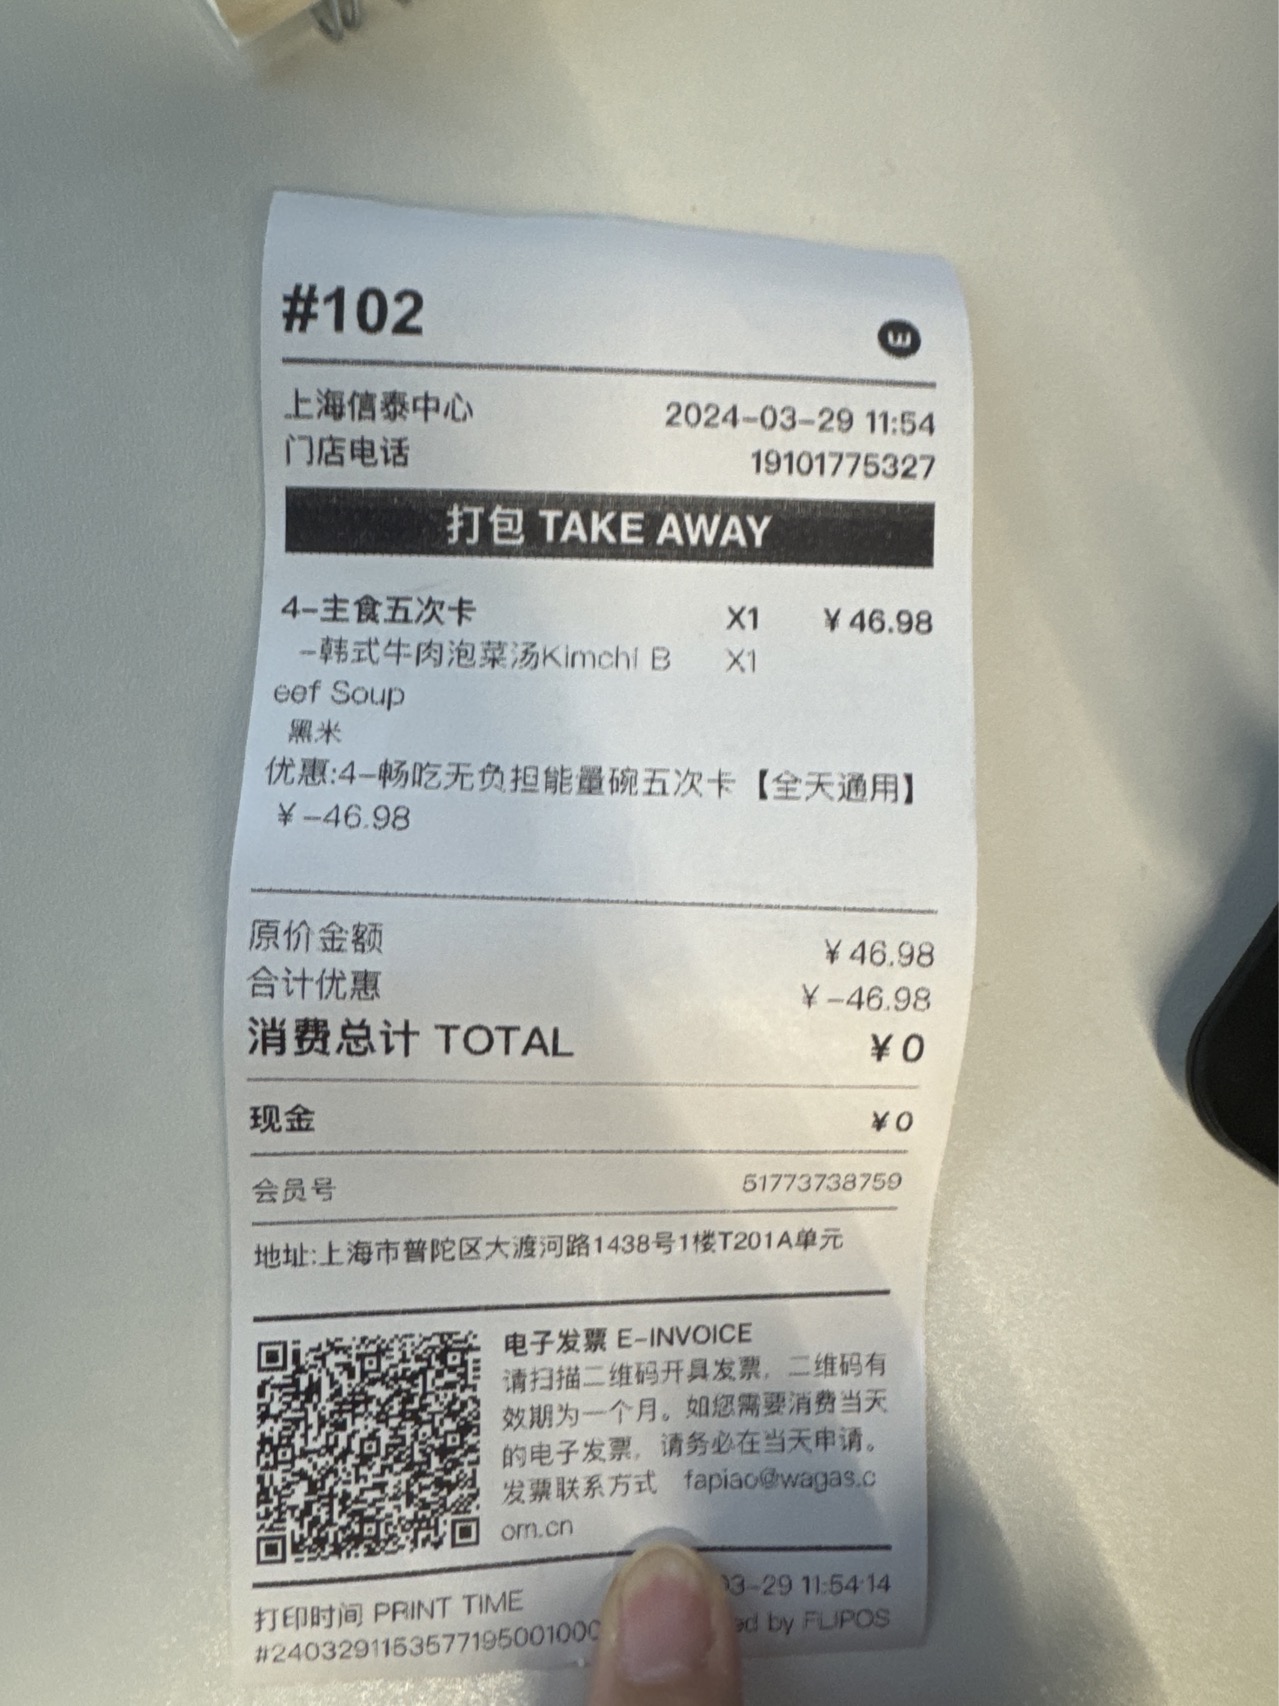 #102
W
上海信泰中心 2024-03-29 11:54
门店电话 19101775327
打包 TAKE AWAY
4-主食五次卡 X1 ¥46.98
-韩式牛肉泡菜汤Kimchi B X1
eef Soup
黑米
优惠:4-畅吃无负担能量碗五次卡【全天通用】
¥-46.98
原价金额 ¥46.98
合计优惠 ¥-46.98
消费总计 TOTAL ¥0
现金 ¥0
会员号 51773738759
地址:上海市普陀区大渡河路1438号1楼T201A单元
电子发票 E-INVOICE
请扫描二维码开具发票，二维码有
效期为一个月。如您需要消费当天
的电子发票，请务必在当天申请。
发票联系方式 fapiao@wagas.c
om.cn
打印时间 PRINT TIME 03-29 11:54:14
#240329115357719500100 ed by FLIPOS